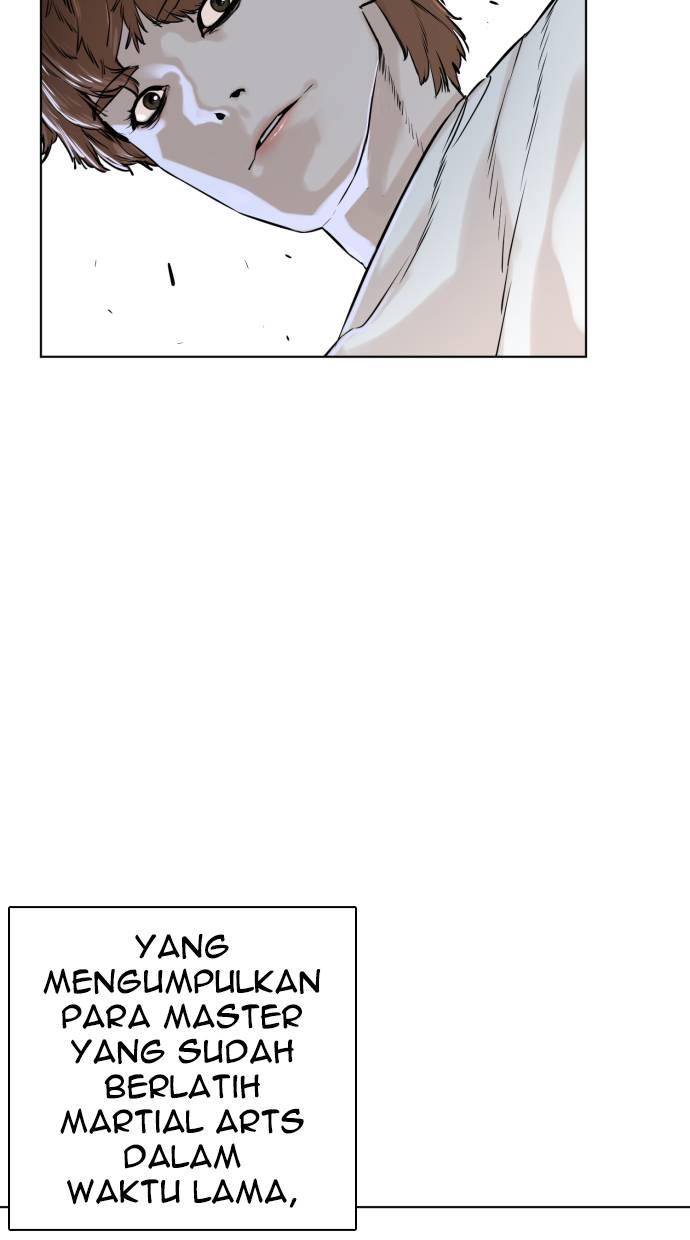 YANG
MENGUMPULKAN
PARA MASTER
YANG SUDAH
BERLATIH
MARTIAL ARTS
DALAM
WAKTU LAMA,